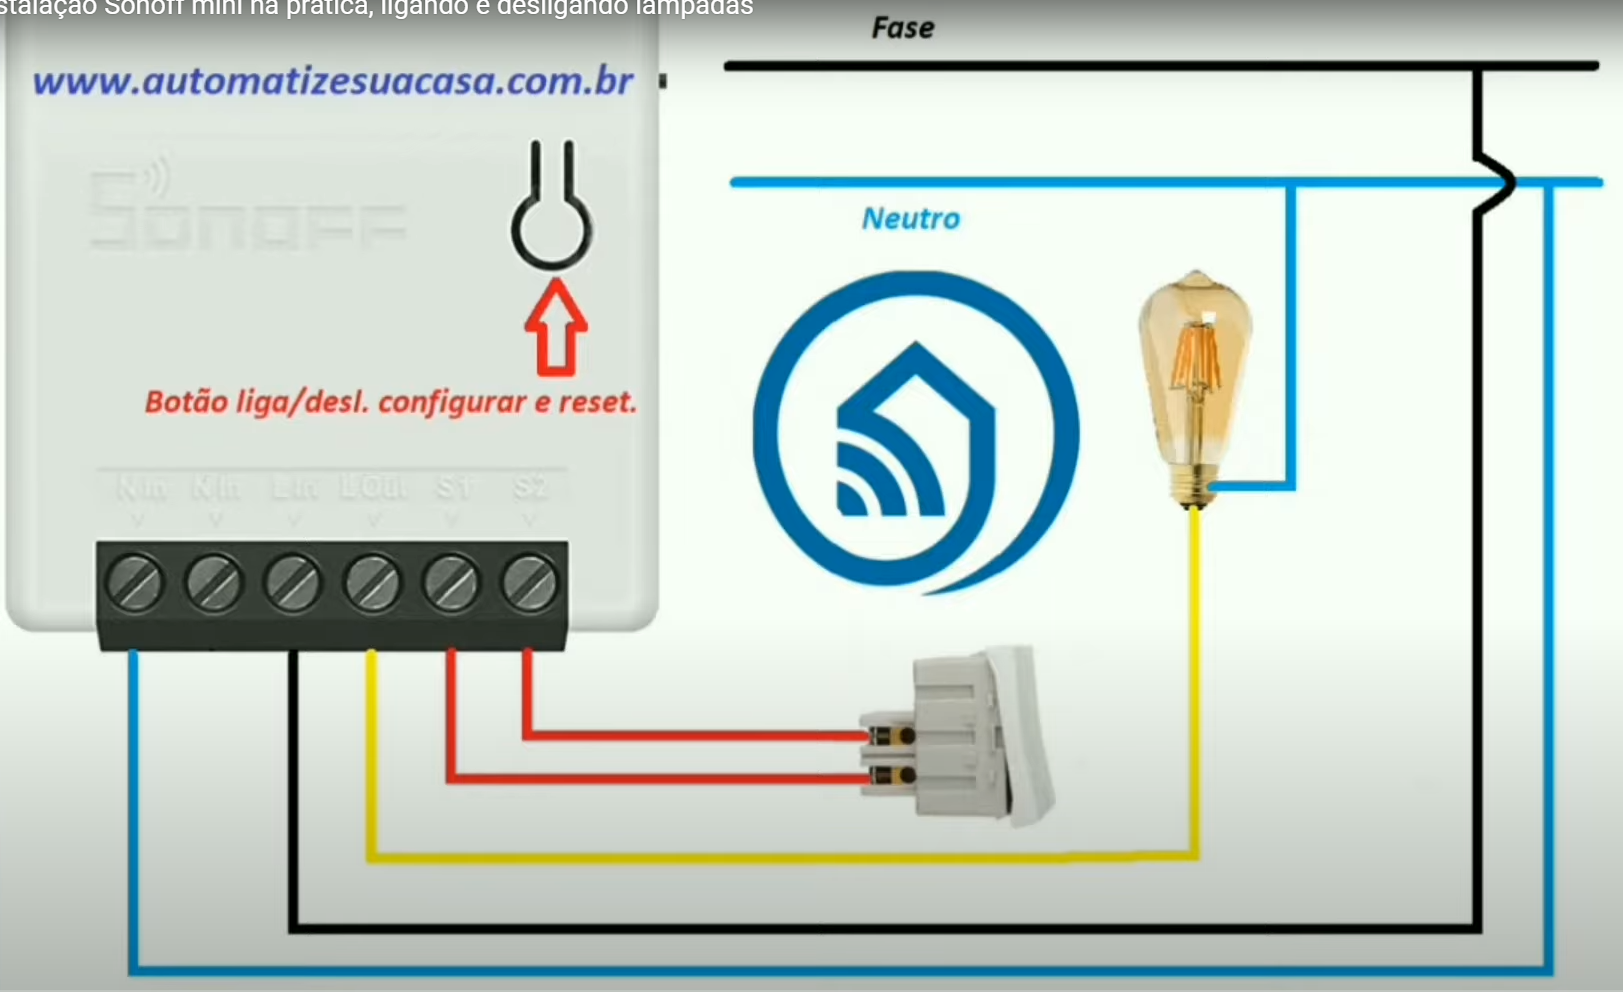 stalação Sonoff mini na prática, ligando e desligando lâmpadas
Fase
www.automatizesuacasa.com.br
SONOFF
Neutro
Botão liga/desl. configurar e reset.
N In N In L In L Out S1 S2